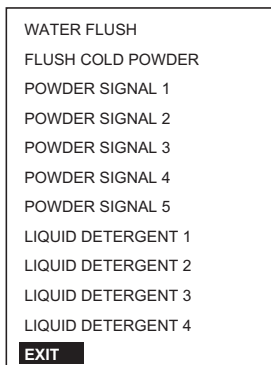 WATER FLUSH
FLUSH COLD POWDER
POWDER SIGNAL 1
POWDER SIGNAL 2
POWDER SIGNAL 3
POWDER SIGNAL 4
POWDER SIGNAL 5
LIQUID DETERGENT 1
LIQUID DETERGENT 2
LIQUID DETERGENT 3
LIQUID DETERGENT 4
EXIT